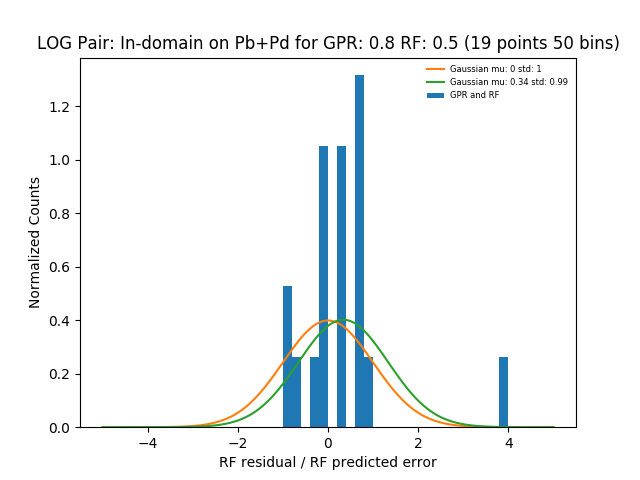 LOG Pair: In-domain on Pb+Pd for GPR: 0.8 RF: 0.5 (19 points 50 bins)
Gaussian mu: 0 std: 1
Gaussian mu: 0.34 std: 0.99
GPR and RF
Normalized Counts
1.2
1.0
0.8
0.6
0.4
0.2
0.0
−4 −2 0 2 4
RF residual / RF predicted error